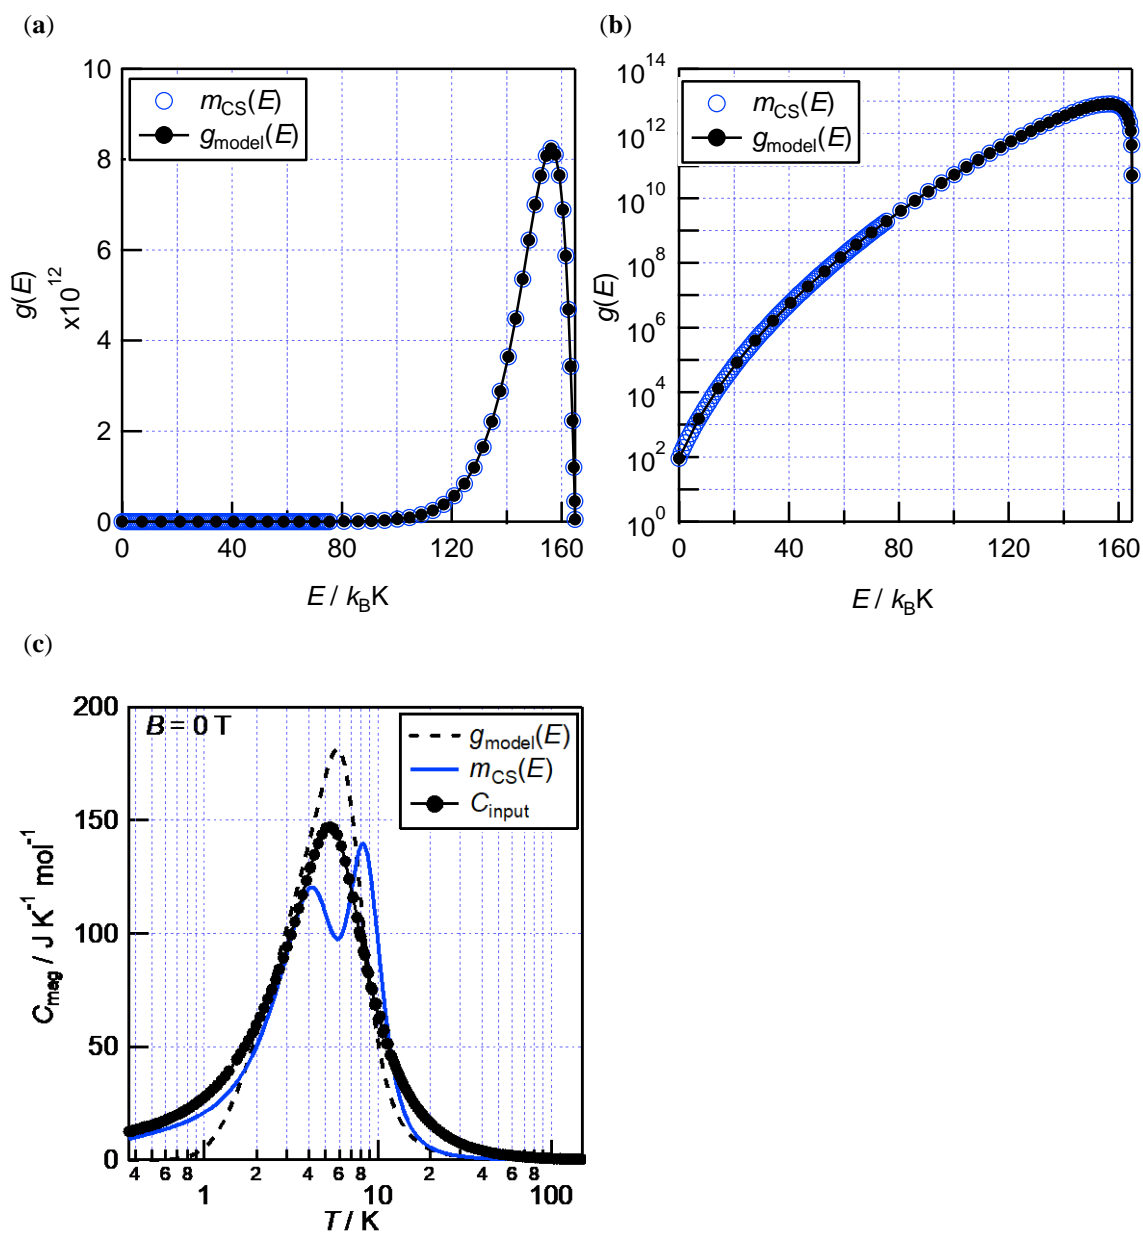 (a)
10
8
6
4
2
0
g(E)
x10^12
m_CS(E)
g_model(E)
0 40 80 120 160
E / k_BK
(b)
10^14
10^12
10^10
10^8
10^6
10^4
10^2
10^0
g(E)
m_CS(E)
g_model(E)
0 40 80 120 160
E / k_BK
(c)
200
150
100
50
0
C_mag / J K^-1 mol^-1
B = 0 T
g_model(E)
m_CS(E)
C_input
4 6 8 2 4 6 8 2 4 6 8
1 10 100
T / K